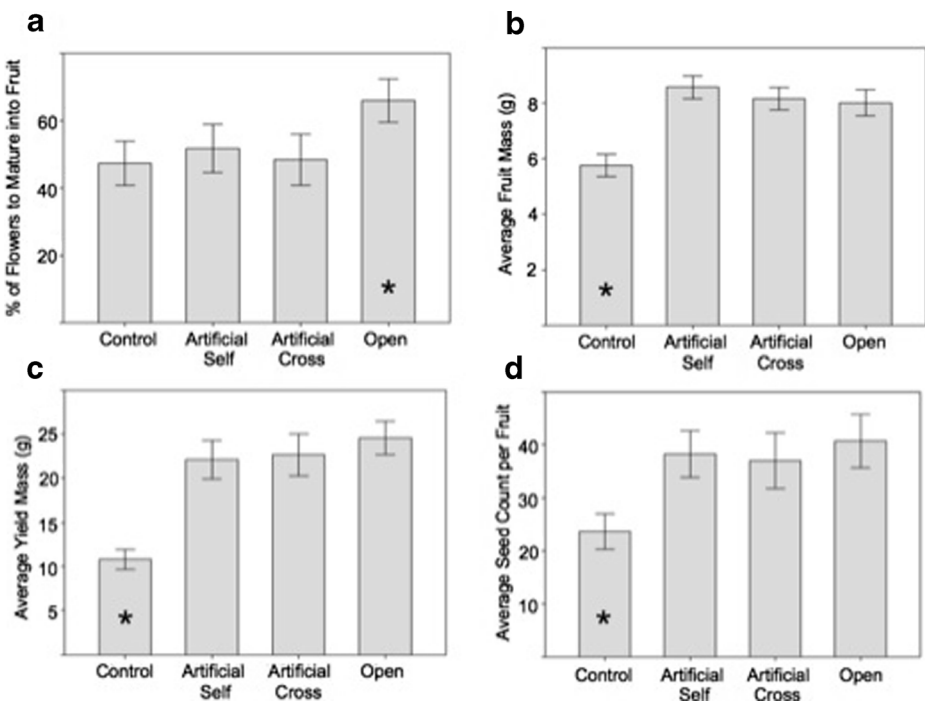 a
% of Flowers to Mature into Fruit
60
40
20
*
Control
Artificial
Self
Artificial
Cross
Open
b
Average Fruit Mass (g)
8
6
4
2
*
Control
Artificial
Self
Artificial
Cross
Open
c
Average Yield Mass (g)
25
20
15
10
5
*
Control
Artificial
Self
Artificial
Cross
Open
d
Average Seed Count per Fruit
40
30
20
10
*
Control
Artificial
Self
Artificial
Cross
Open